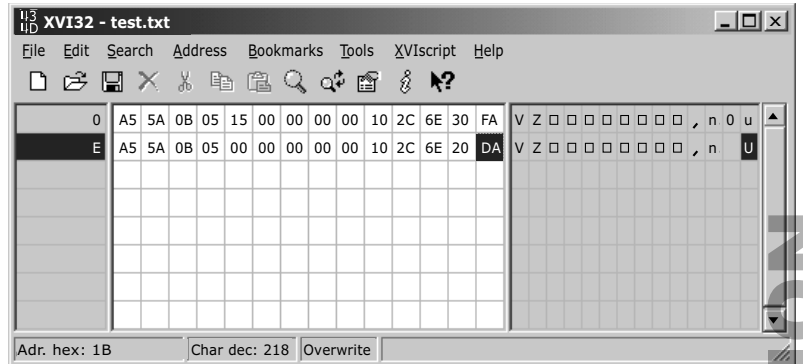 XVI32 - test.txt
File Edit Search Address Bookmarks Tools XVIscript Help
0 A5 5A 0B 05 15 00 00 00 00 10 2C 6E 30 FA V Z □ □ □ □ □ □ □ □ , n 0 u
E A5 5A 0B 05 00 00 00 00 00 10 2C 6E 20 DA V Z □ □ □ □ □ □ □ □ , n U
Adr. hex: 1B Char dec: 218 Overwrite